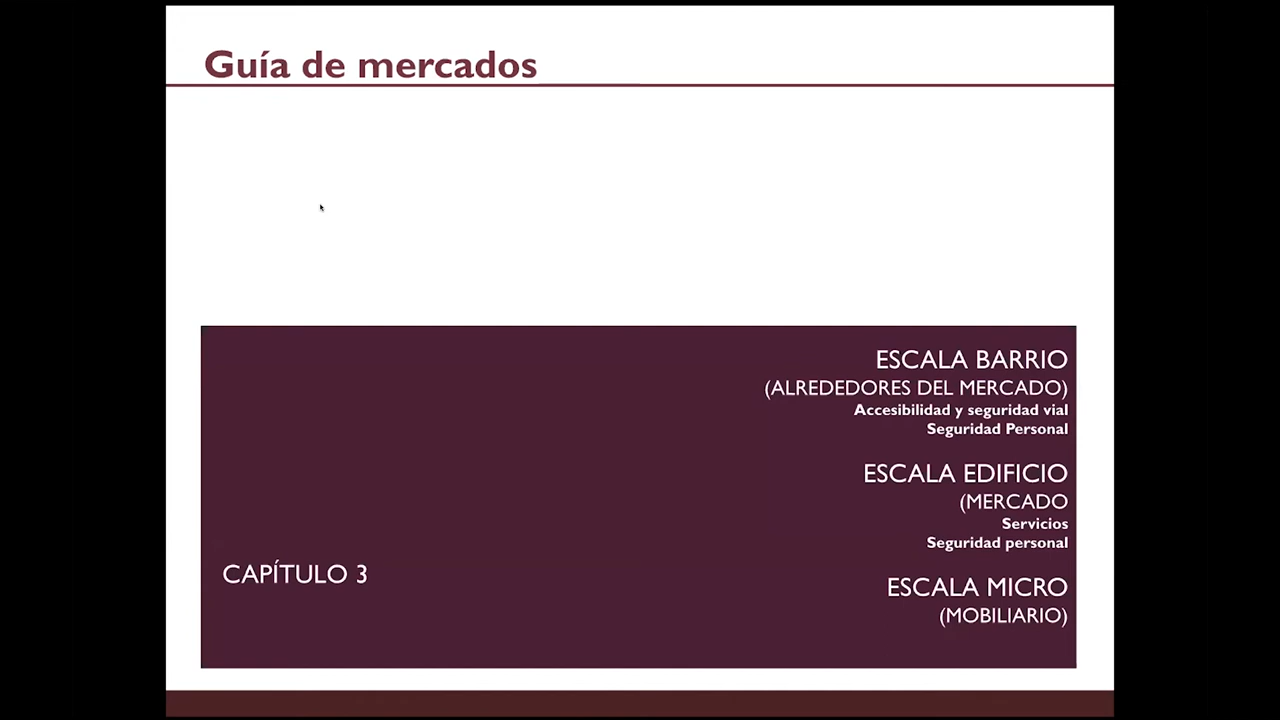 Guía de mercados
ESCALA BARRIO
(ALREDEDORES DEL MERCADO)
Accesibilidad y seguridad vial
Seguridad Personal
ESCALA EDIFICIO
(MERCADO
Servicios
Seguridad personal
CAPÍTULO 3
ESCALA MICRO
(MOBILIARIO)